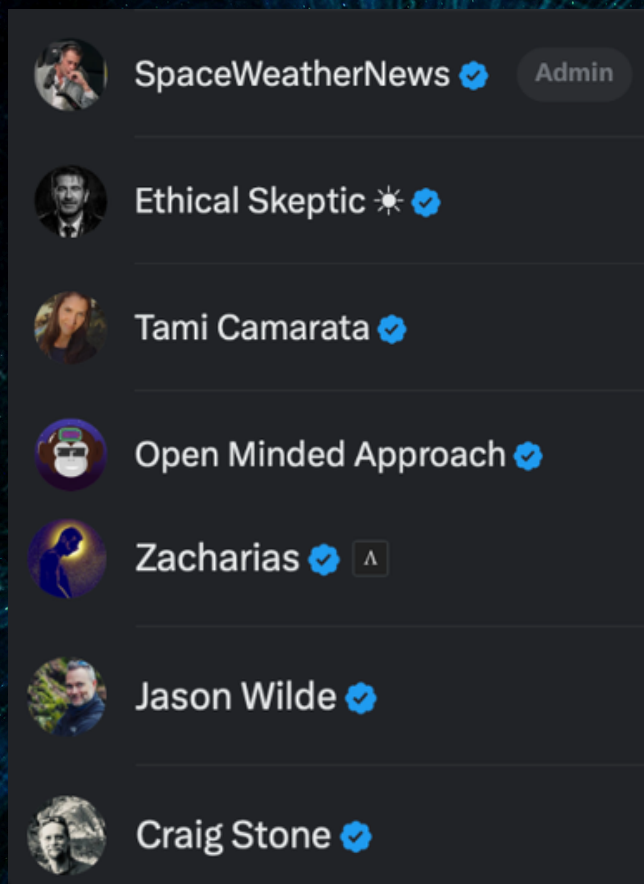 SpaceWeatherNews Admin
Ethical Skeptic ☀
Tami Camarata
Open Minded Approach
Zacharias Λ
Jason Wilde
Craig Stone